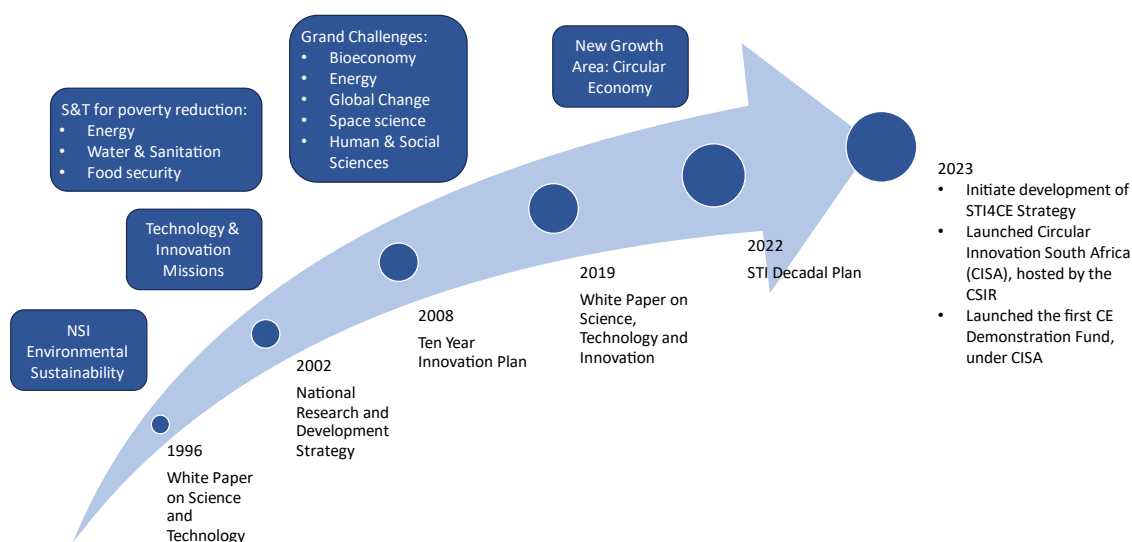 NSI
Environmental
Sustainability
1996
White Paper
on Science
and
Technology
S&T for poverty reduction:
• Energy
• Water & Sanitation
• Food security
Technology &
Innovation
Missions
2002
National
Research and
Development
Strategy
Grand Challenges:
• Bioeconomy
• Energy
• Global Change
• Space science
• Human & Social
Sciences
2008
Ten Year
Innovation Plan
New Growth
Area: Circular
Economy
2019
White Paper on
Science,
Technology and
Innovation
2022
STI Decadal Plan
2023
• Initiate development of
STI4CE Strategy
• Launched Circular
Innovation South Africa
(CISA), hosted by the
CSIR
• Launched the first CE
Demonstration Fund,
under CISA